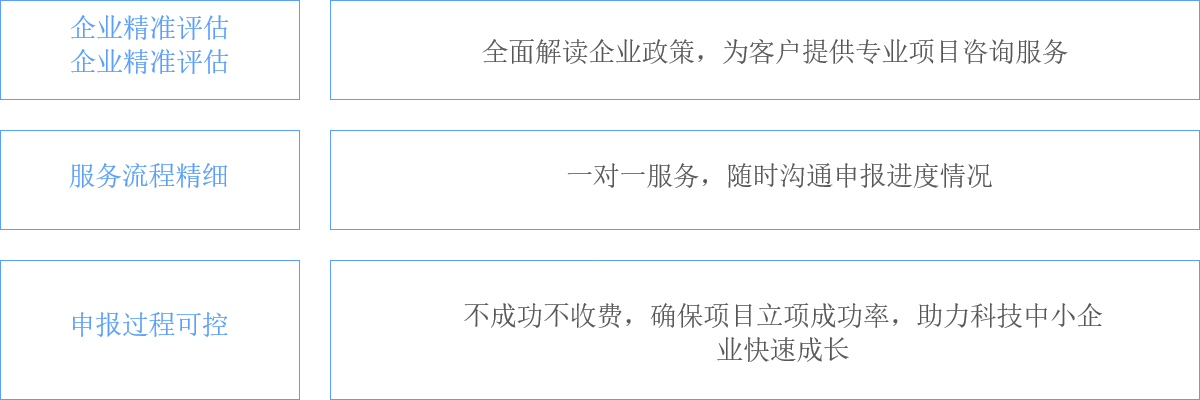 企业精准评估
企业精准评估
全面解读企业政策，为客户提供专业项目咨询服务
服务流程精细
一对一服务，随时沟通申报进度情况
申报过程可控
不成功不收费，确保项目立项成功率，助力科技中小企
业快速成长